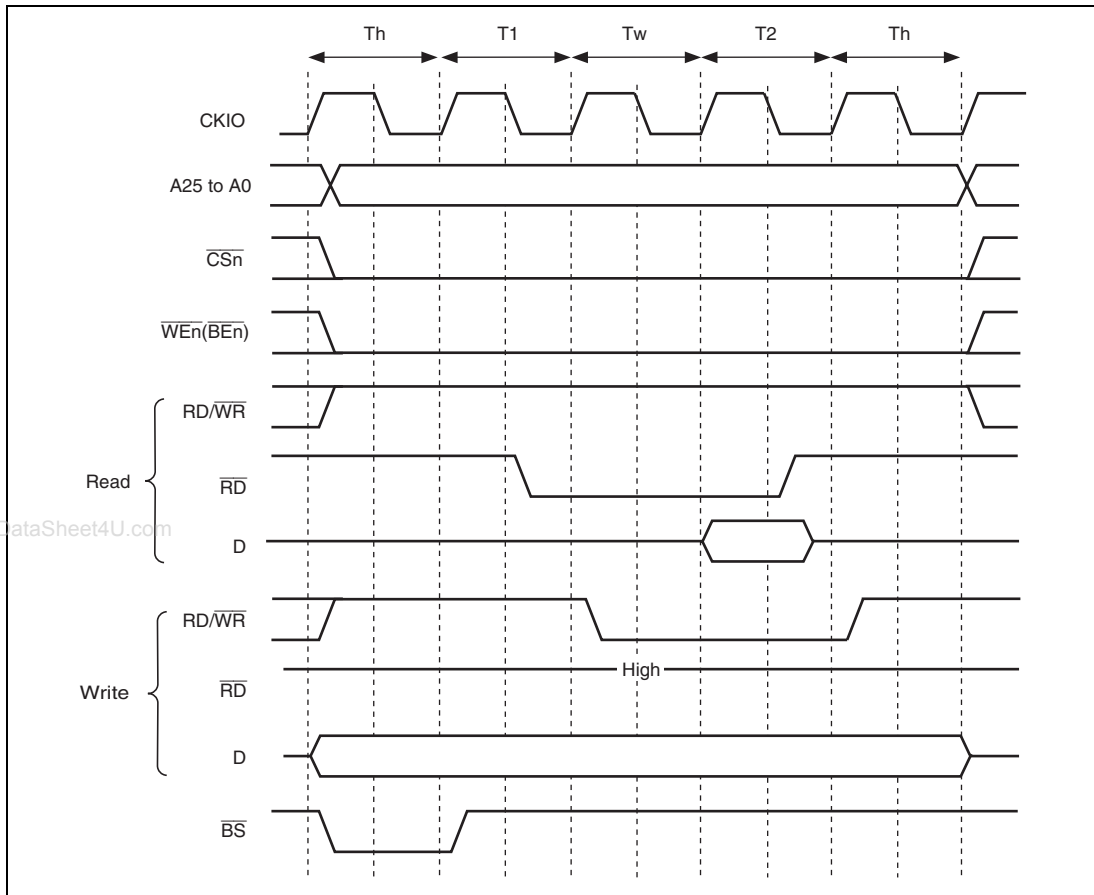 Th T1 Tw T2 Th
CKIO
A25 to A0
CSn
WEn(BEn)
RD/WR
Read
RD
DataSheet4U.com
D
RD/WR
High
RD
Write
D
BS